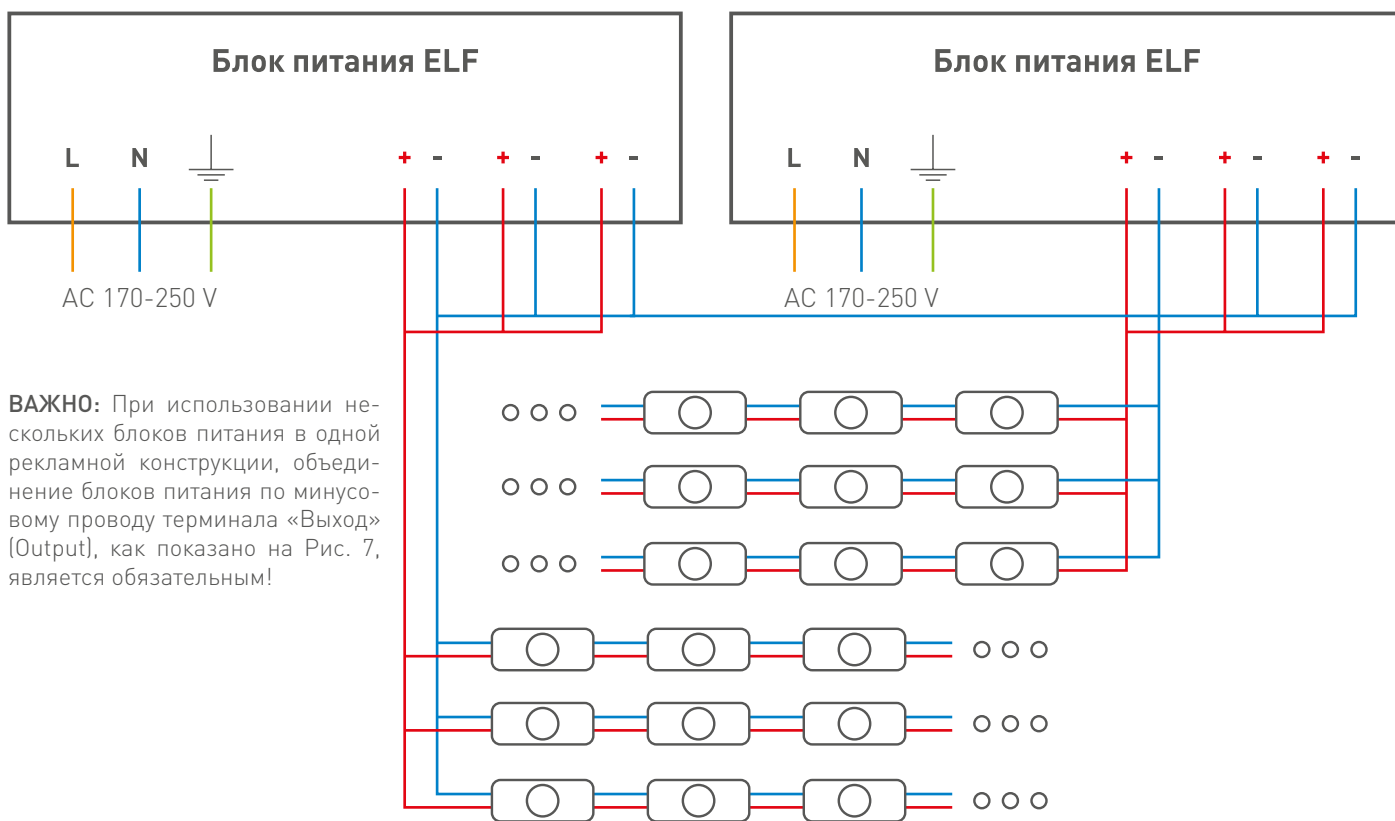 Блок питания ELF
Блок питания ELF
L N + - + - + -
L N + - + - + -
AC 170-250 V
AC 170-250 V
ВАЖНО: При использовании не-
скольких блоков питания в одной
рекламной конструкции, объеди-
нение блоков питания по минусо-
вому проводу терминала «Выход»
(Output), как показано на Рис. 7,
является обязательным!